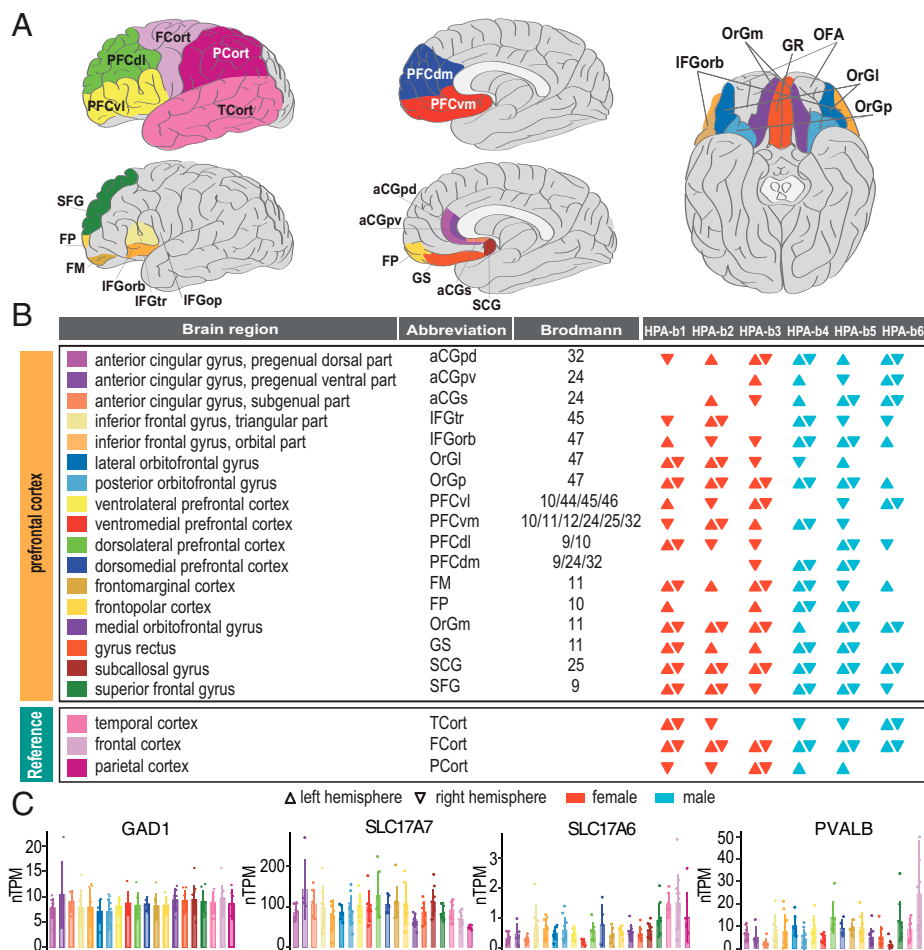 A
FCort
PFCdl
PCort
PFCvl
TCort
PFCdm
PFCvm
OrGm
OFA
GR
IFGorb
OrGl
OrGp
SFG
FP
FM
IFGorb
IFGtr
IFGop
aCGpd
aCGpv
FP
GS
aCGs
SCG
B
Brain region Abbreviation Brodmann HPA-b1 HPA-b2 HPA-b3 HPA-b4 HPA-b5 HPA-b6
prefrontal cortex
anterior cingular gyrus, pregenual dorsal part aCGpd 32
anterior cingular gyrus, pregenual ventral part aCGpv 24
anterior cingular gyrus, subgenual part aCGs 24
inferior frontal gyrus, triangular part IFGtr 45
inferior frontal gyrus, orbital part IFGorb 47
lateral orbitofrontal gyrus OrGl 47
posterior orbitofrontal gyrus OrGp 47
ventrolateral prefrontal cortex PFCvl 10/44/45/46
ventromedial prefrontal cortex PFCvm 10/11/12/24/25/32
dorsolateral prefrontal cortex PFCdl 9/10
dorsomedial prefrontal cortex PFCdm 9/24/32
frontomarginal cortex FM 11
frontopolar cortex FP 10
medial orbitofrontal gyrus OrGm 11
gyrus rectus GS 11
subcallosal gyrus SCG 25
superior frontal gyrus SFG 9
Reference
temporal cortex TCort
frontal cortex FCort
parietal cortex PCort
left hemisphere right hemisphere female male
C
GAD1
nTPM
20
15
10
5
0
SLC17A7
nTPM
200
100
0
SLC17A6
nTPM
3
2
1
0
PVALB
nTPM
50
40
30
20
10
0